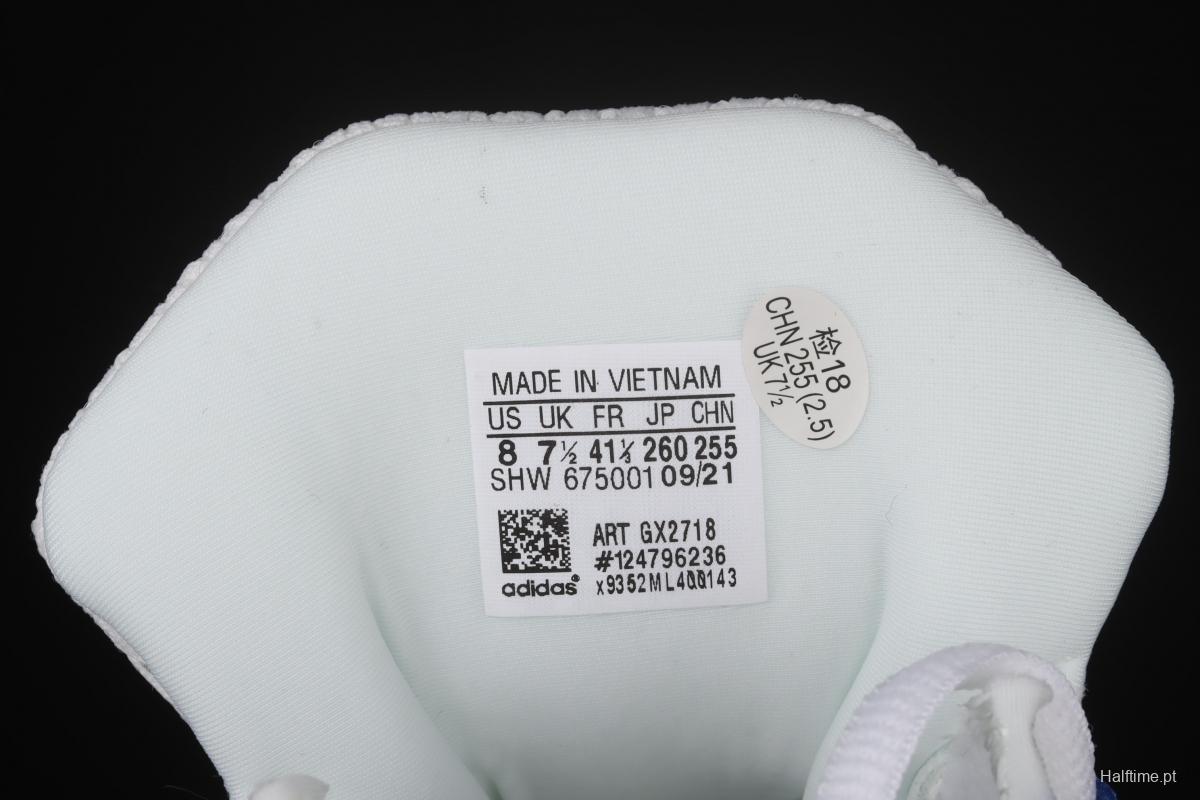 MADE IN VIETNAM
US UK FR JP CHN
8 7½ 41⅓ 260 255
SHW 675001 09/21
ART GX2718
#124796236
adidas® x9352ML400143
检18
CHN 255 (2.5)
UK 7½
Halftime.pt